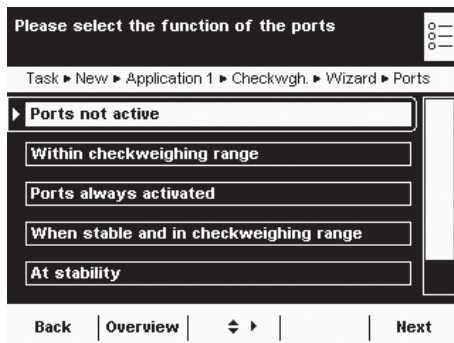 Please select the function of the ports
Task ▸ New ▸ Application 1 ▸ Checkwgh. ▸ Wizard ▸ Ports
Ports not active
Within checkweighing range
Ports always activated
When stable and in checkweighing range
At stability
Back Overview Next